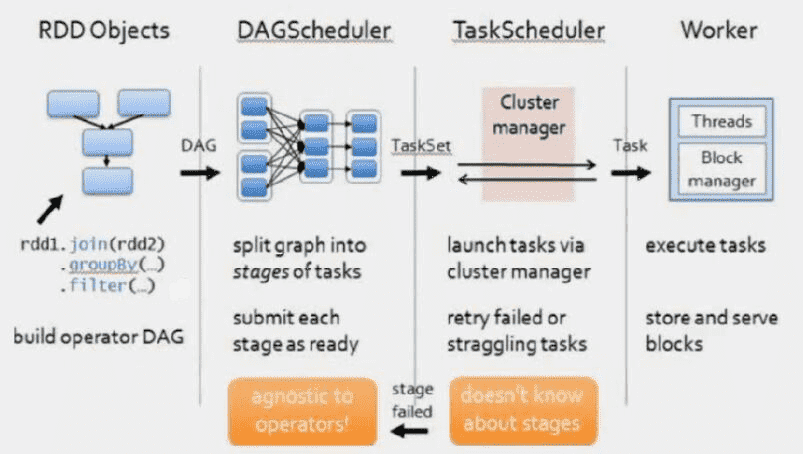 RDD Objects
DAGScheduler
TaskScheduler
Worker
DAG
TaskSet
Cluster
manager
Task
Threads
Block
manager
rdd1.join(rdd2)
.groupBy(…)
.filter(…)
build operator DAG
split graph into
stages of tasks
submit each
stage as ready
launch tasks via
cluster manager
retry failed or
straggling tasks
execute tasks
store and serve
blocks
agnostic to
operators!
stage
failed
doesn't know
about stages